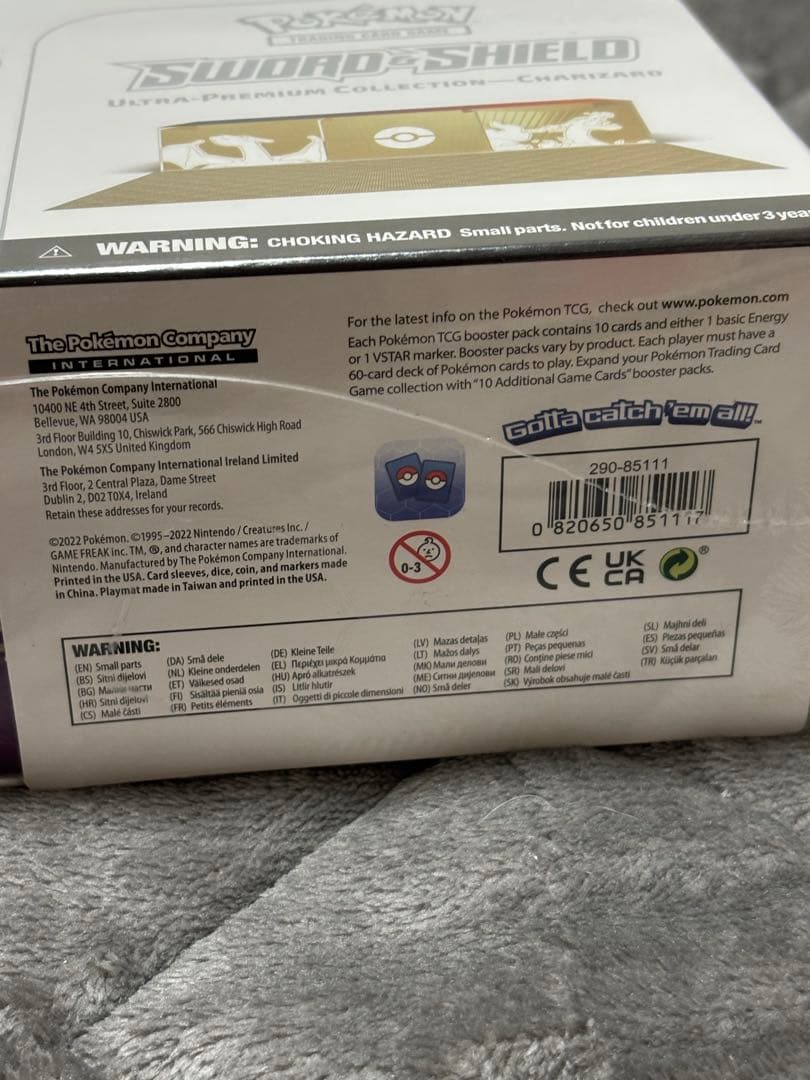 POKÉMON
TRADING CARD GAME
SWORD & SHIELD
ULTRA-PREMIUM COLLECTION—CHARIZARD
WARNING: CHOKING HAZARD Small parts. Not for children under 3 yea
The Pokémon Company
INTERNATIONAL
The Pokémon Company International
10400 NE 4th Street, Suite 2800
Bellevue, WA 98004 USA
3rd Floor Building 10, Chiswick Park, 566 Chiswick High Road
London, W4 5XS United Kingdom
The Pokémon Company International Ireland Limited
3rd Floor, 2 Central Plaza, Dame Street
Dublin 2, D02 T0X4, Ireland
Retain these addresses for your records.
©2022 Pokémon. ©1995–2022 Nintendo / Creatures Inc. /
GAME FREAK inc. TM, ®, and character names are trademarks of
Nintendo. Manufactured by The Pokémon Company International.
Printed in the USA. Card sleeves, dice, coin, and markers made
in China. Playmat made in Taiwan and printed in the USA.
For the latest info on the Pokémon TCG, check out www.pokemon.com
Each Pokémon TCG booster pack contains 10 cards and either 1 basic Energy
or 1 VSTAR marker. Booster packs vary by product. Each player must have a
60-card deck of Pokémon cards to play. Expand your Pokémon Trading Card
Game collection with "10 Additional Game Cards" booster packs.
Gotta catch 'em all!™
290-85111
0 820650 851117
0-3
CE UK CA ®
WARNING:
(EN) Small parts
(BS) Sitni dijelovi
(BG) Малки части
(HR) Sitni dijelovi
(CS) Malé části
(DA) Små dele
(NL) Kleine onderdelen
(ET) Väikesed osad
(FI) Sisältää pieniä osia
(FR) Petits éléments
(DE) Kleine Teile
(EL) Περιέχει μικρά Κομμάτια
(HU) Apró alkatrészek
(IS) Litlir hlutir
(IT) Oggetti di piccole dimensioni
(LV) Mazas detaļas
(LT) Mažos dalys
(MK) Мали делови
(ME) Ситни дијелови
(NO) Små deler
(PL) Małe części
(PT) Peças pequenas
(RO) Conține piese mici
(SR) Mali delovi
(SK) Výrobok obsahuje malé časti
(SL) Majhni deli
(ES) Piezas pequeñas
(SV) Små delar
(TR) Küçük parçaları